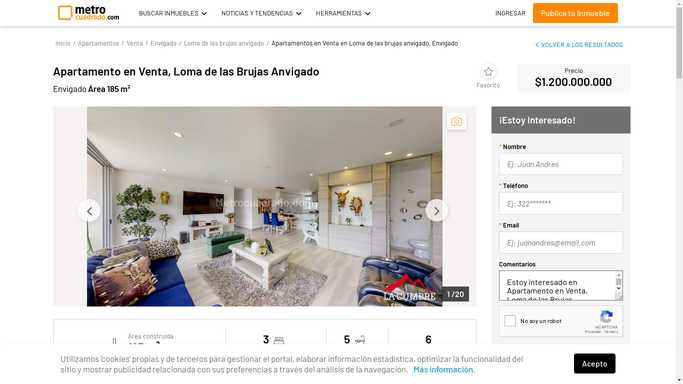 metro
cuadrado.com
BUSCAR INMUEBLES
NOTICIAS Y TENDENCIAS
HERRAMIENTAS
INGRESAR
Publica tu Inmueble
Inicio / Apartamentos / Venta / Envigado / Loma de las brujas anvigado / Apartamentos en Venta en Loma de las brujas anvigado, Envigado
VOLVER A LOS RESULTADOS
Apartamento en Venta, Loma de las Brujas Anvigado
Envigado Área 185 m²
Favorito
Precio
$1.200.000.000
Metrocuadrado.com
LA CUMBRE
1 / 20
¡Estoy Interesado!
* Nombre
Ej: Juan Andres
* Teléfono
Ej: 322*******
* Email
Ej: juanandres@email.com
Comentarios
Estoy interesado en
Apartamento en Venta,
Loma de las Brujas
No soy un robot
reCAPTCHA
Privacidad - Términos
Área construida
3
5
6
Utilizamos 'cookies' propias y de terceros para gestionar el portal, elaborar información estadística, optimizar la funcionalidad del
sitio y mostrar publicidad relacionada con sus preferencias a través del análisis de la navegación. Más información.
Acepto